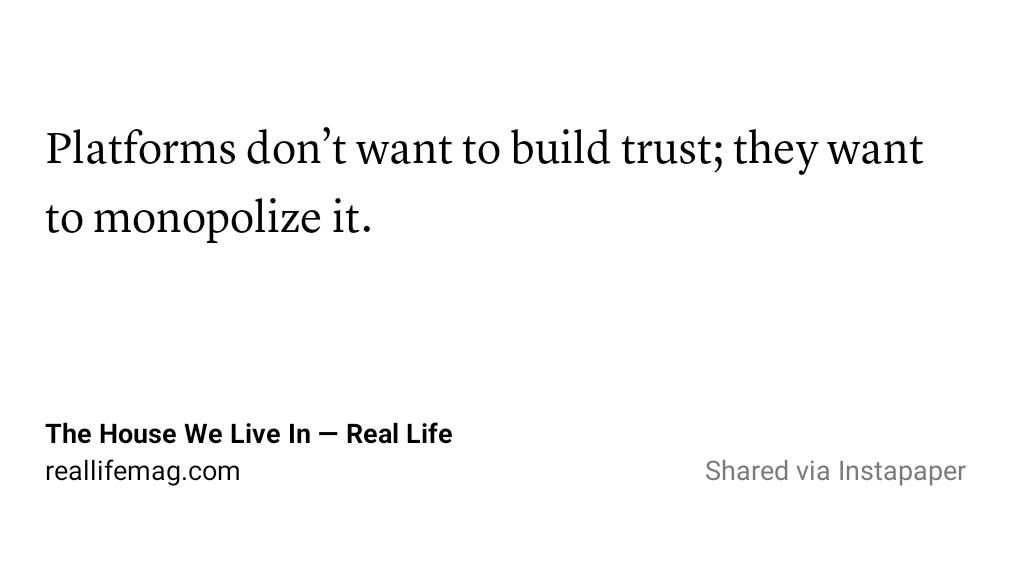 Platforms don’t want to build trust; they want
to monopolize it.
The House We Live In — Real Life
reallifemag.com
Shared via Instapaper